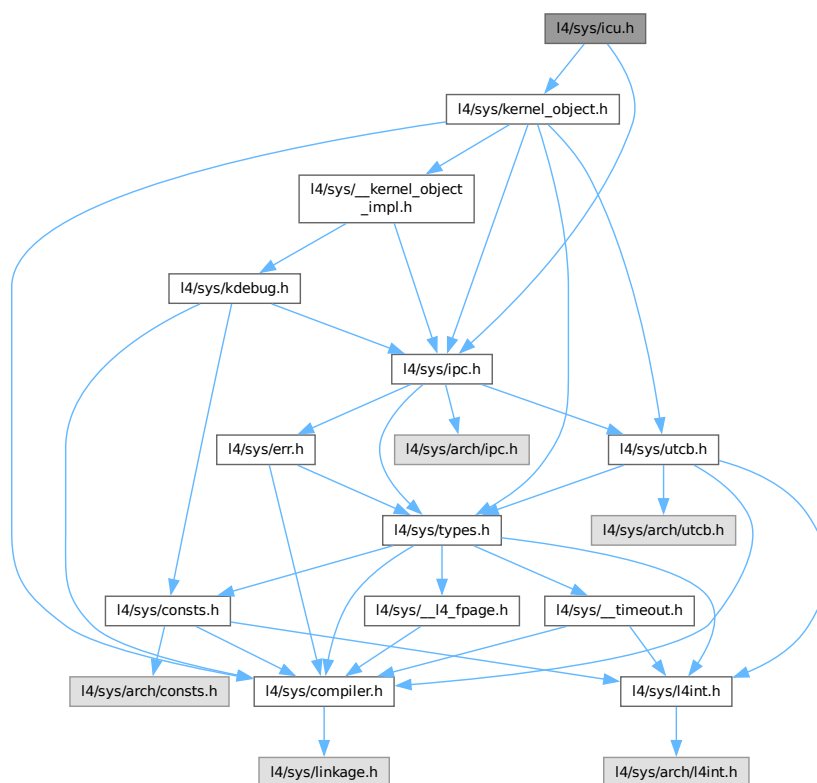 l4/sys/icu.h
l4/sys/kernel_object.h
l4/sys/__kernel_object
_impl.h
l4/sys/kdebug.h
l4/sys/ipc.h
l4/sys/err.h
l4/sys/arch/ipc.h
l4/sys/utcb.h
l4/sys/types.h
l4/sys/arch/utcb.h
l4/sys/consts.h
l4/sys/__l4_fpage.h
l4/sys/__timeout.h
l4/sys/arch/consts.h
l4/sys/compiler.h
l4/sys/l4int.h
l4/sys/linkage.h
l4/sys/arch/l4int.h